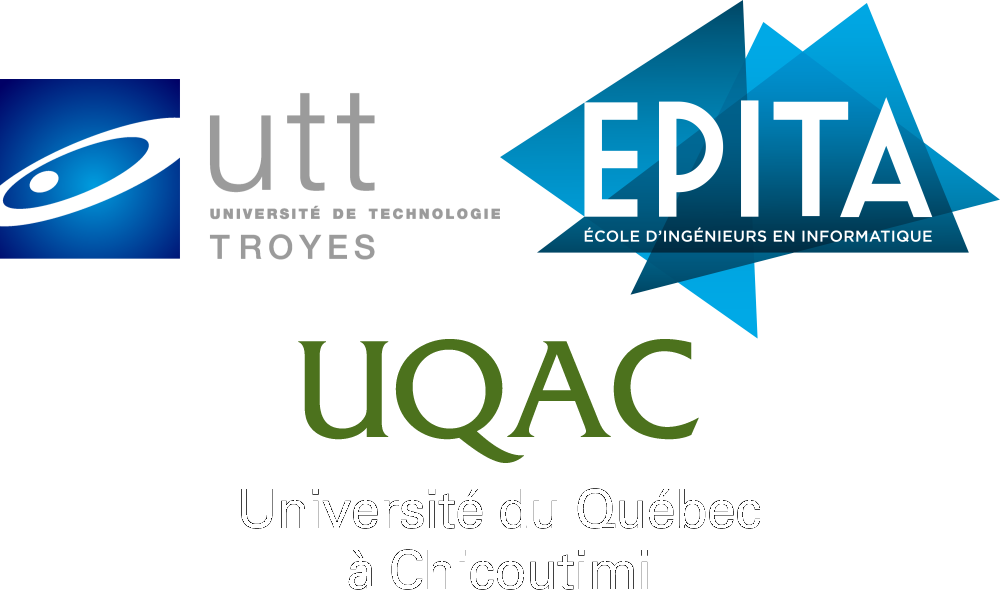 utt
UNIVERSITÉ DE TECHNOLOGIE
TROYES
EPITA
ÉCOLE D'INGÉNIEURS EN INFORMATIQUE
UQAC
Université du Québec
à Chicoutimi